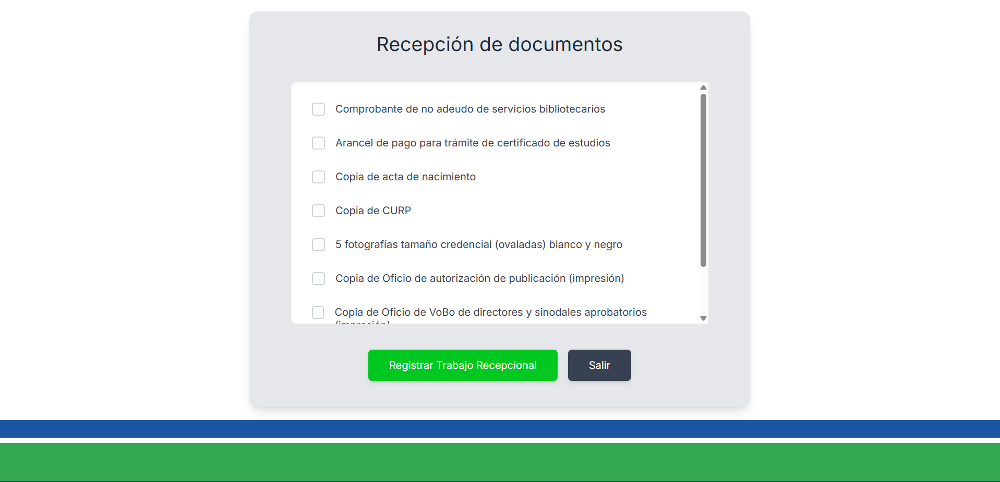 Recepción de documentos
Comprobante de no adeudo de servicios bibliotecarios
Arancel de pago para trámite de certificado de estudios
Copia de acta de nacimiento
Copia de CURP
5 fotografías tamaño credencial (ovaladas) blanco y negro
Copia de Oficio de autorización de publicación (impresión)
Copia de Oficio de VoBo de directores y sinodales aprobatorios
(impresión)
Registrar Trabajo Recepcional
Salir